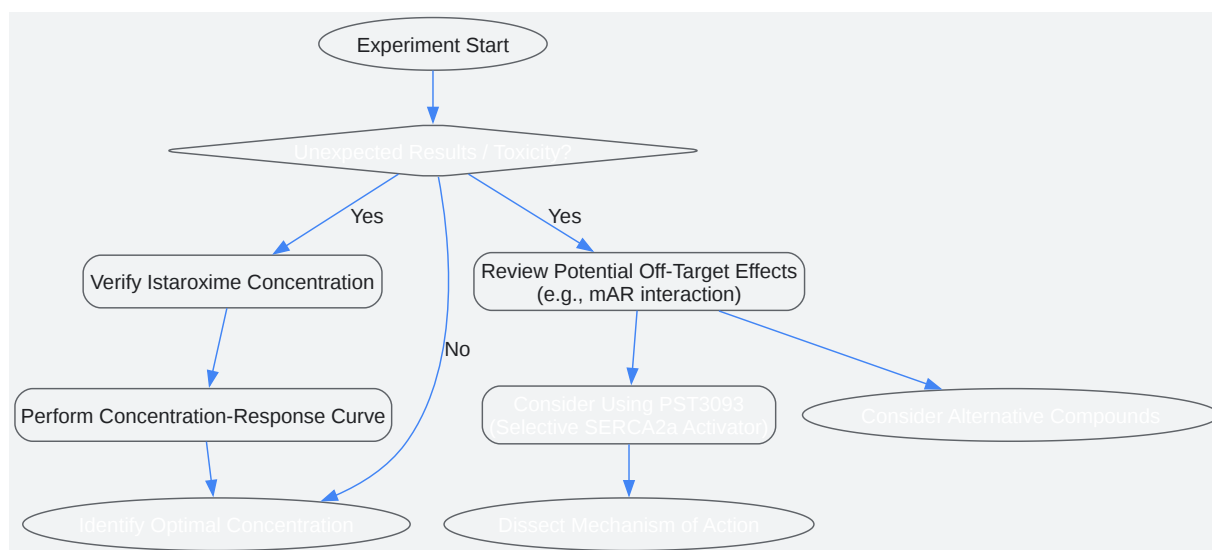 Experiment Start
Unexpected Results / Toxicity?
Yes
Yes
Verify Istaroxime Concentration
Review Potential Off-Target Effects
(e.g., mAR interaction)
No
Perform Concentration-Response Curve
Consider Using PST3093
(Selective SERCA2a Activator)
Consider Alternative Compounds
Identify Optimal Concentration
Dissect Mechanism of Action